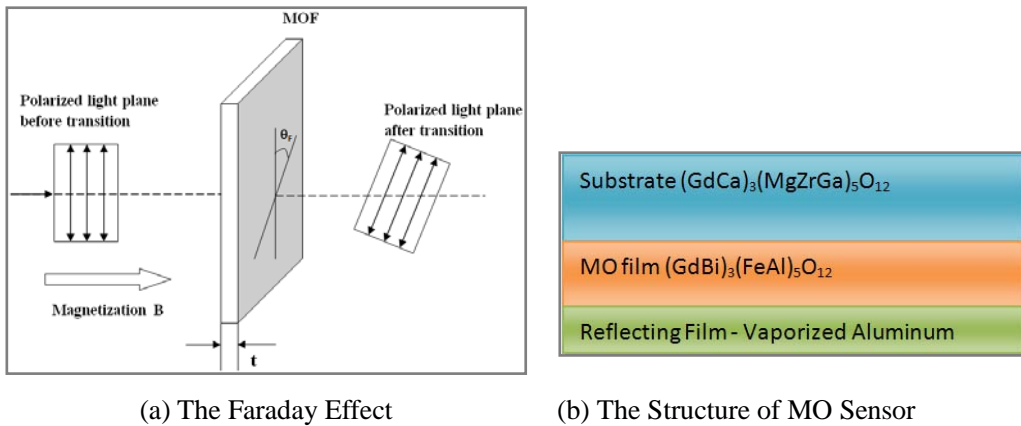 MOF
Polarized light plane
before transition
θF
Polarized light plane
after transition
Magnetization B
t
Substrate (GdCa)₃(MgZrGa)₅O₁₂
MO film (GdBi)₃(FeAl)₅O₁₂
Reflecting Film - Vaporized Aluminum
(a) The Faraday Effect
(b) The Structure of MO Sensor